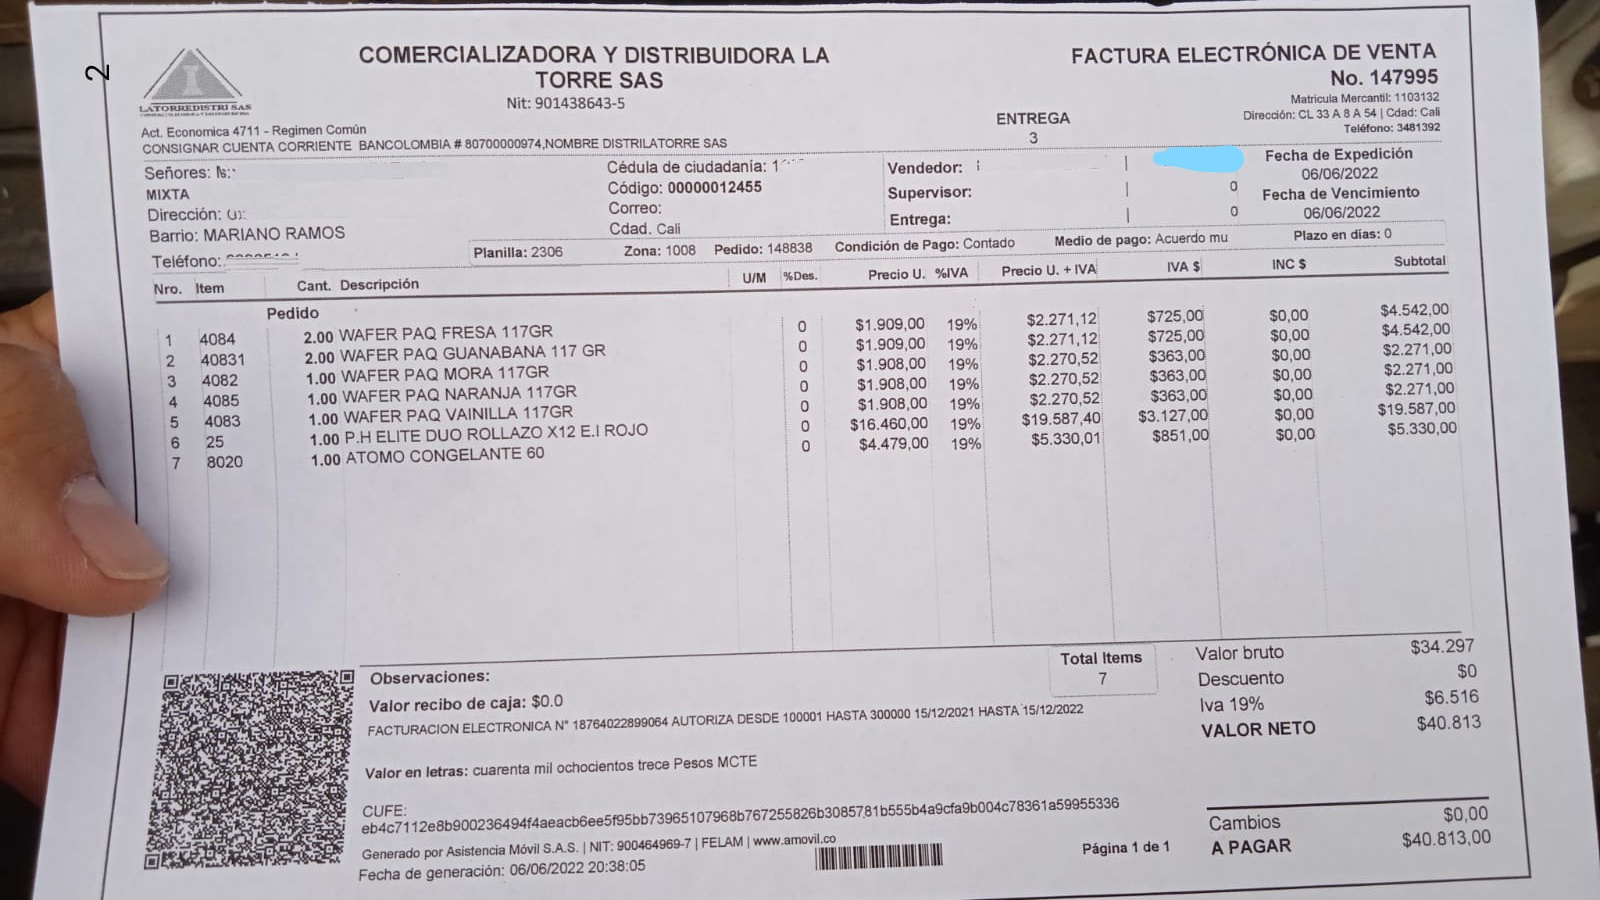 2
LATORREDISTRI SAS
COMERCIALIZADORA Y DISTRIBUIDORA LA
TORRE SAS
Nit: 901438643-5
FACTURA ELECTRÓNICA DE VENTA
No. 147995
Matricula Mercantil: 1103132
Dirección: CL 33 A 8 A 54 | Cdad: Cali
Teléfono: 3481392
ENTREGA
3
Act. Economica 4711 - Regimen Común
CONSIGNAR CUENTA CORRIENTE BANCOLOMBIA # 80700000974,NOMBRE DISTRILATORRE SAS
Señores:
MIXTA
Dirección:
Barrio: MARIANO RAMOS
Teléfono:
Cédula de ciudadanía: 1
Código: 00000012455
Correo:
Cdad. Cali
Vendedor: |
Supervisor: | 0
Entrega: | 0
Fecha de Expedición
06/06/2022
Fecha de Vencimiento
06/06/2022
Planilla: 2306 Zona: 1008 Pedido: 148838 Condición de Pago: Contado Medio de pago: Acuerdo mu Plazo en días: 0
Nro. Item Cant. Descripción U/M %Des. Precio U. %IVA Precio U. + IVA IVA $ INC $ Subtotal
Pedido
1 4084 2.00 WAFER PAQ FRESA 117GR 0 $1.909,00 19% $2.271,12 $725,00 $0,00 $4.542,00
2 40831 2.00 WAFER PAQ GUANABANA 117 GR 0 $1.909,00 19% $2.271,12 $725,00 $0,00 $4.542,00
3 4082 1.00 WAFER PAQ MORA 117GR 0 $1.908,00 19% $2.270,52 $363,00 $0,00 $2.271,00
4 4085 1.00 WAFER PAQ NARANJA 117GR 0 $1.908,00 19% $2.270,52 $363,00 $0,00 $2.271,00
5 4083 1.00 WAFER PAQ VAINILLA 117GR 0 $1.908,00 19% $2.270,52 $363,00 $0,00 $2.271,00
6 25 1.00 P.H ELITE DUO ROLLAZO X12 E.I ROJO 0 $16.460,00 19% $19.587,40 $3.127,00 $0,00 $19.587,00
7 8020 1.00 ATOMO CONGELANTE 60 0 $4.479,00 19% $5.330,01 $851,00 $0,00 $5.330,00
Observaciones:
Valor recibo de caja: $0.0
Total Items
7
Valor bruto $34.297
Descuento $0
Iva 19% $6.516
VALOR NETO $40.813
FACTURACION ELECTRONICA N° 18764022899064 AUTORIZA DESDE 100001 HASTA 300000 15/12/2021 HASTA 15/12/2022
Valor en letras: cuarenta mil ochocientos trece Pesos MCTE
CUFE:
eb4c7112e8b900236494f4aeacb6ee5f95bb73965107968b767255826b3085781b555b4a9cfa9b004c78361a59955336
Generado por Asistencia Móvil S.A.S. | NIT: 900464969-7 | FELAM | www.amovil.co
Fecha de generación: 06/06/2022 20:38:05
Página 1 de 1
Cambios $0,00
A PAGAR $40.813,00